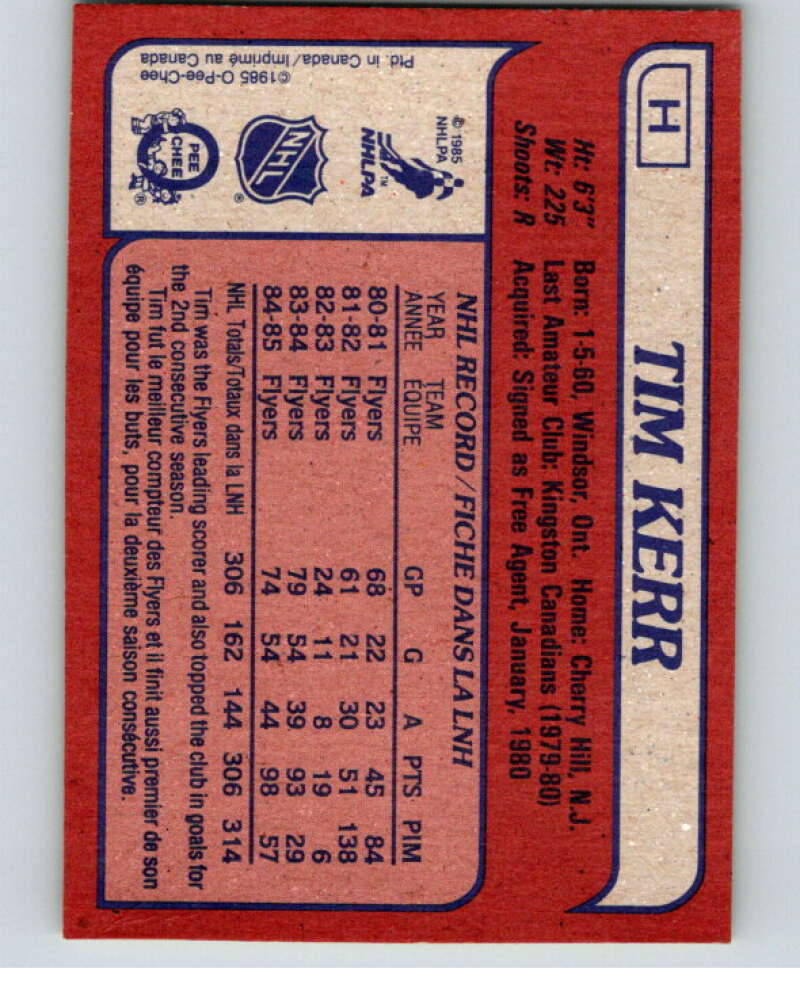 H
TIM KERR
Ht: 6'3" Born: 1-5-60, Windsor, Ont. Home: Cherry Hill, N.J.
Wt: 225 Last Amateur Club: Kingston Canadians (1979-80)
Shoots: R Acquired: Signed as Free Agent, January, 1980
© 1985
NHLPA
NHLPA™
NHL
O PEE CHEE ®
©1985 O-Pee-Chee
Ptd. in Canada/Imprimé au Canada
NHL RECORD/FICHE DANS LA LNH
YEAR TEAM
ANNÉE ÉQUIPE GP G A PTS PIM
80-81 Flyers 68 22 23 45 84
81-82 Flyers 61 21 30 51 138
82-83 Flyers 24 11 8 19 6
83-84 Flyers 79 54 39 93 29
84-85 Flyers 74 54 44 98 57
NHL Totals/Totaux dans la LNH 306 162 144 306 314
Tim was the Flyers leading scorer and also topped the club in goals for
the 2nd consecutive season.
Tim fut le meilleur compteur des Flyers et il finit aussi premier de son
équipe pour les buts, pour la deuxième saison consécutive.